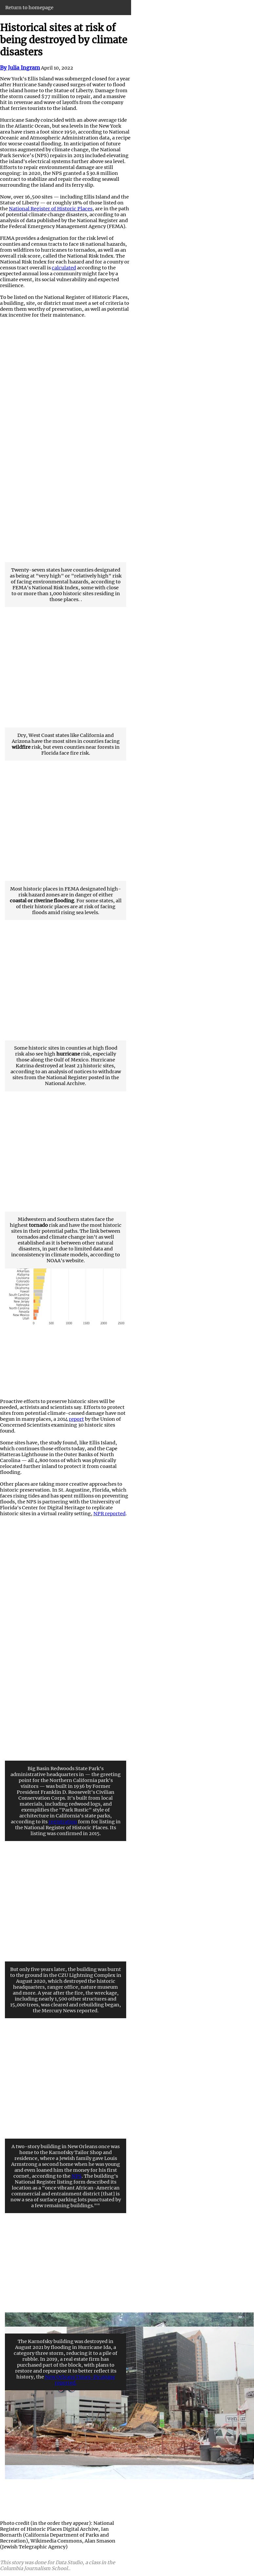 Return to homepage
Historical sites at risk of
being destroyed by climate
disasters
By Julia Ingram April 10, 2022
New York's Ellis Island was submerged closed for a year
after Hurricane Sandy caused surges of water to flood
the island home to the Statue of Liberty. Damages from
the storm caused $77 million to repair, and a massive
hit in revenue and wave of layoffs from the company
that ferries tourism to the island.
Hurricane Sandy coincided with an above average tide
in the Atlantic Ocean, but sea levels in the New York
area have risen a foot since 1950, according to National
Oceanic and Atmospheric Administration data, a recipe
for worse coastal flooding. In anticipation of future
storms augmented by climate change, the National
Park Service's (NPS) repairs in 2013 included elevating
the island's electrical systems farther above sea level.
Efforts to repair environmental damage are still
ongoing: in 2020, the NPS granted a $30.8 million
contract to stabilize and repair the eroding seawall
surrounding the island and its ferry slip.
Now, over 16,500 sites — including Ellis Island and the
Statue of Liberty — or roughly 18% of the those listed on
the National Register of Historic Places, are in the path
of potential climate change disasters, according to an
analysis of data published by the National Register and
the Federal Emergency Management Agency (FEMA).
FEMA provides a designation for the risk level of
counties and census tracts to face 18 national hazards,
from wildfires to hurricanes to tornados, as well as an
overall risk score, called the National Risk Index. The
National Risk Index for each hazard and for a county or
census tract overall is calculated according to the
expected annual loss a community might face by a
climate event, its social vulnerability and expected
resilience.
To be listed on the National Register of Historic Places,
a building, site, or district must meet a set of criteria to
deem them worthy of preservation, as well as potential
tax incentive for their maintenance.
Twenty-seven states have counties designated
as being at "very high" or "relatively high" risk
of facing environmental hazards, according to
FEMA's National Risk Index, some with close
to or more than 1,000 historic sites residing in
those places. .
Dry, West Coast states like California and
Arizona have the most sites in counties facing
wildfire risk, but even counties near forests in
Florida face fire risk.
Most historic places in FEMA designated high-
risk hazard zones are in danger of either
coastal or riverine flooding. For some states, all
of their historic places are at risk of facing
floods amid rising sea levels.
Some historic sites in counties at high flood
risk also see high hurricane risk, especially
those along the Gulf of Mexico. Hurricane
Katrina destroyed at least 23 historic sites,
according to an analysis of notices to withdraw
sites from the National Register posted in the
National Archive.
Midwestern and Southern states face the
highest tornado risk and have the most historic
sites in their potential paths. The link between
tornados and climate change isn't as well
established as it is between other natural
disasters, in part due to limited data and
inconsistency in climate models, according to
NOAA's website.
Proactive efforts to preserve historic sites will be
needed, activists and scientists say. Efforts to protect
sites from potential climate-caused damage have not
begun in many places, a 2014 report by the Union of
Concerned Scientists examining 30 historic sites
found.
Some sites have, the study found, like Ellis Island,
which continues those efforts today, and the Cape
Hatteras Lighthouse in the Outer Banks of North
Carolina — all 4,800 tons of which was physically
relocated further inland to protect it from coastal
flooding.
Other places are taking more creative approaches to
historic preservation. In St. Augustine, Florida, which
faces rising tides and has spent millions on preventing
floods, the NPS is partnering with the University of
Florida's Center for Digital Heritage to replicate
historic sites in a virtual reality setting, NPR reported.
Big Basin Redwoods State Park's
administrative headquarters in — the greeting
point for the Northern California park's
visitors — was built in 1936 by Former
President Franklin D. Roosevelt's Civilian
Conservation Corps. It's built from local
materials, including redwood logs, and
exemplifies the "Park Rustic" style of
architecture in California's state parks,
according to its form for listing in
the National Register of Historic Places. Its
listing was confirmed in 2015.
But only five years later, the building was burnt
to the ground in the CZU Lightning Complex in
August 2020, which destroyed the historic
headquarters, ranger office, nature museum
and more. A year after the fire, the wreckage,
including nearly 1,500 other structures and
15,000 trees, was cleared and rebuilding began,
the Mercury News reported.
A two-story building in New Orleans once was
home to the Karnofsky Tailor Shop and
residence, where a Jewish family gave Louis
Armstrong a second home when he was young
and even loaned him the money for his first
cornet, according to the The building's
National Register listing form described its
location as a "once vibrant African-American
commercial and entrainment district [that] is
now a sea of surface parking lots punctuated by
a few remaining buildings.""
The Karnofsky building was destroyed in
August 2021 by flooding in Hurricane Ida, a
category three storm, reducing it to a pile of
rubble. In 2019, a real estate firm has
purchased part of the block, with plans to
restore and repurpose it to better reflect its
history, the
Photo credit (in the order they appear): National
Register of Historic Places Digital Archive, Ian
Bornarth (California Department of Parks and
Recreation), Wikimedia Commons, Alan Smason
(Jewish Telegraphic Agency)
This story was done for Data Studio, a class in the
Columbia Journalism School..